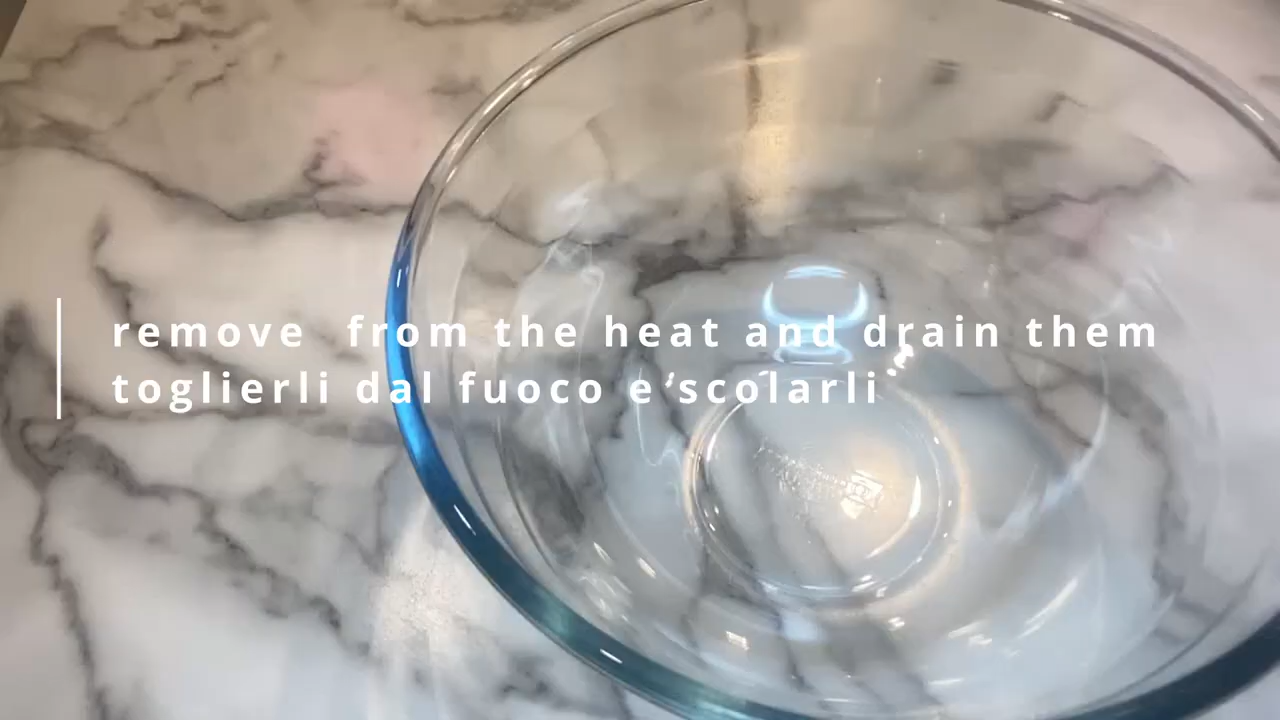 remove from the heat and drain them
toglierli dal fuoco e scolarli